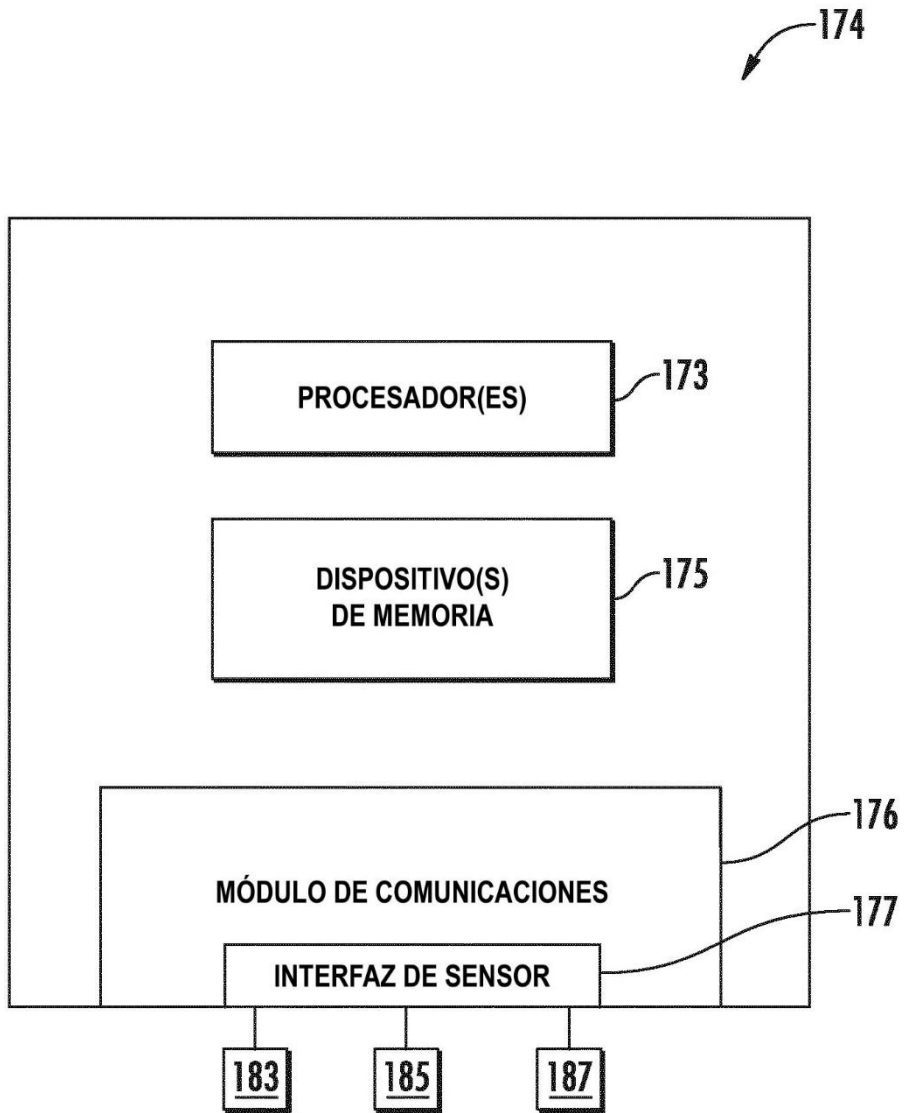 174
PROCESADOR(ES)
173
DISPOSITIVO(S)
DE MEMORIA
175
176
MÓDULO DE COMUNICACIONES
177
INTERFAZ DE SENSOR
183
185
187